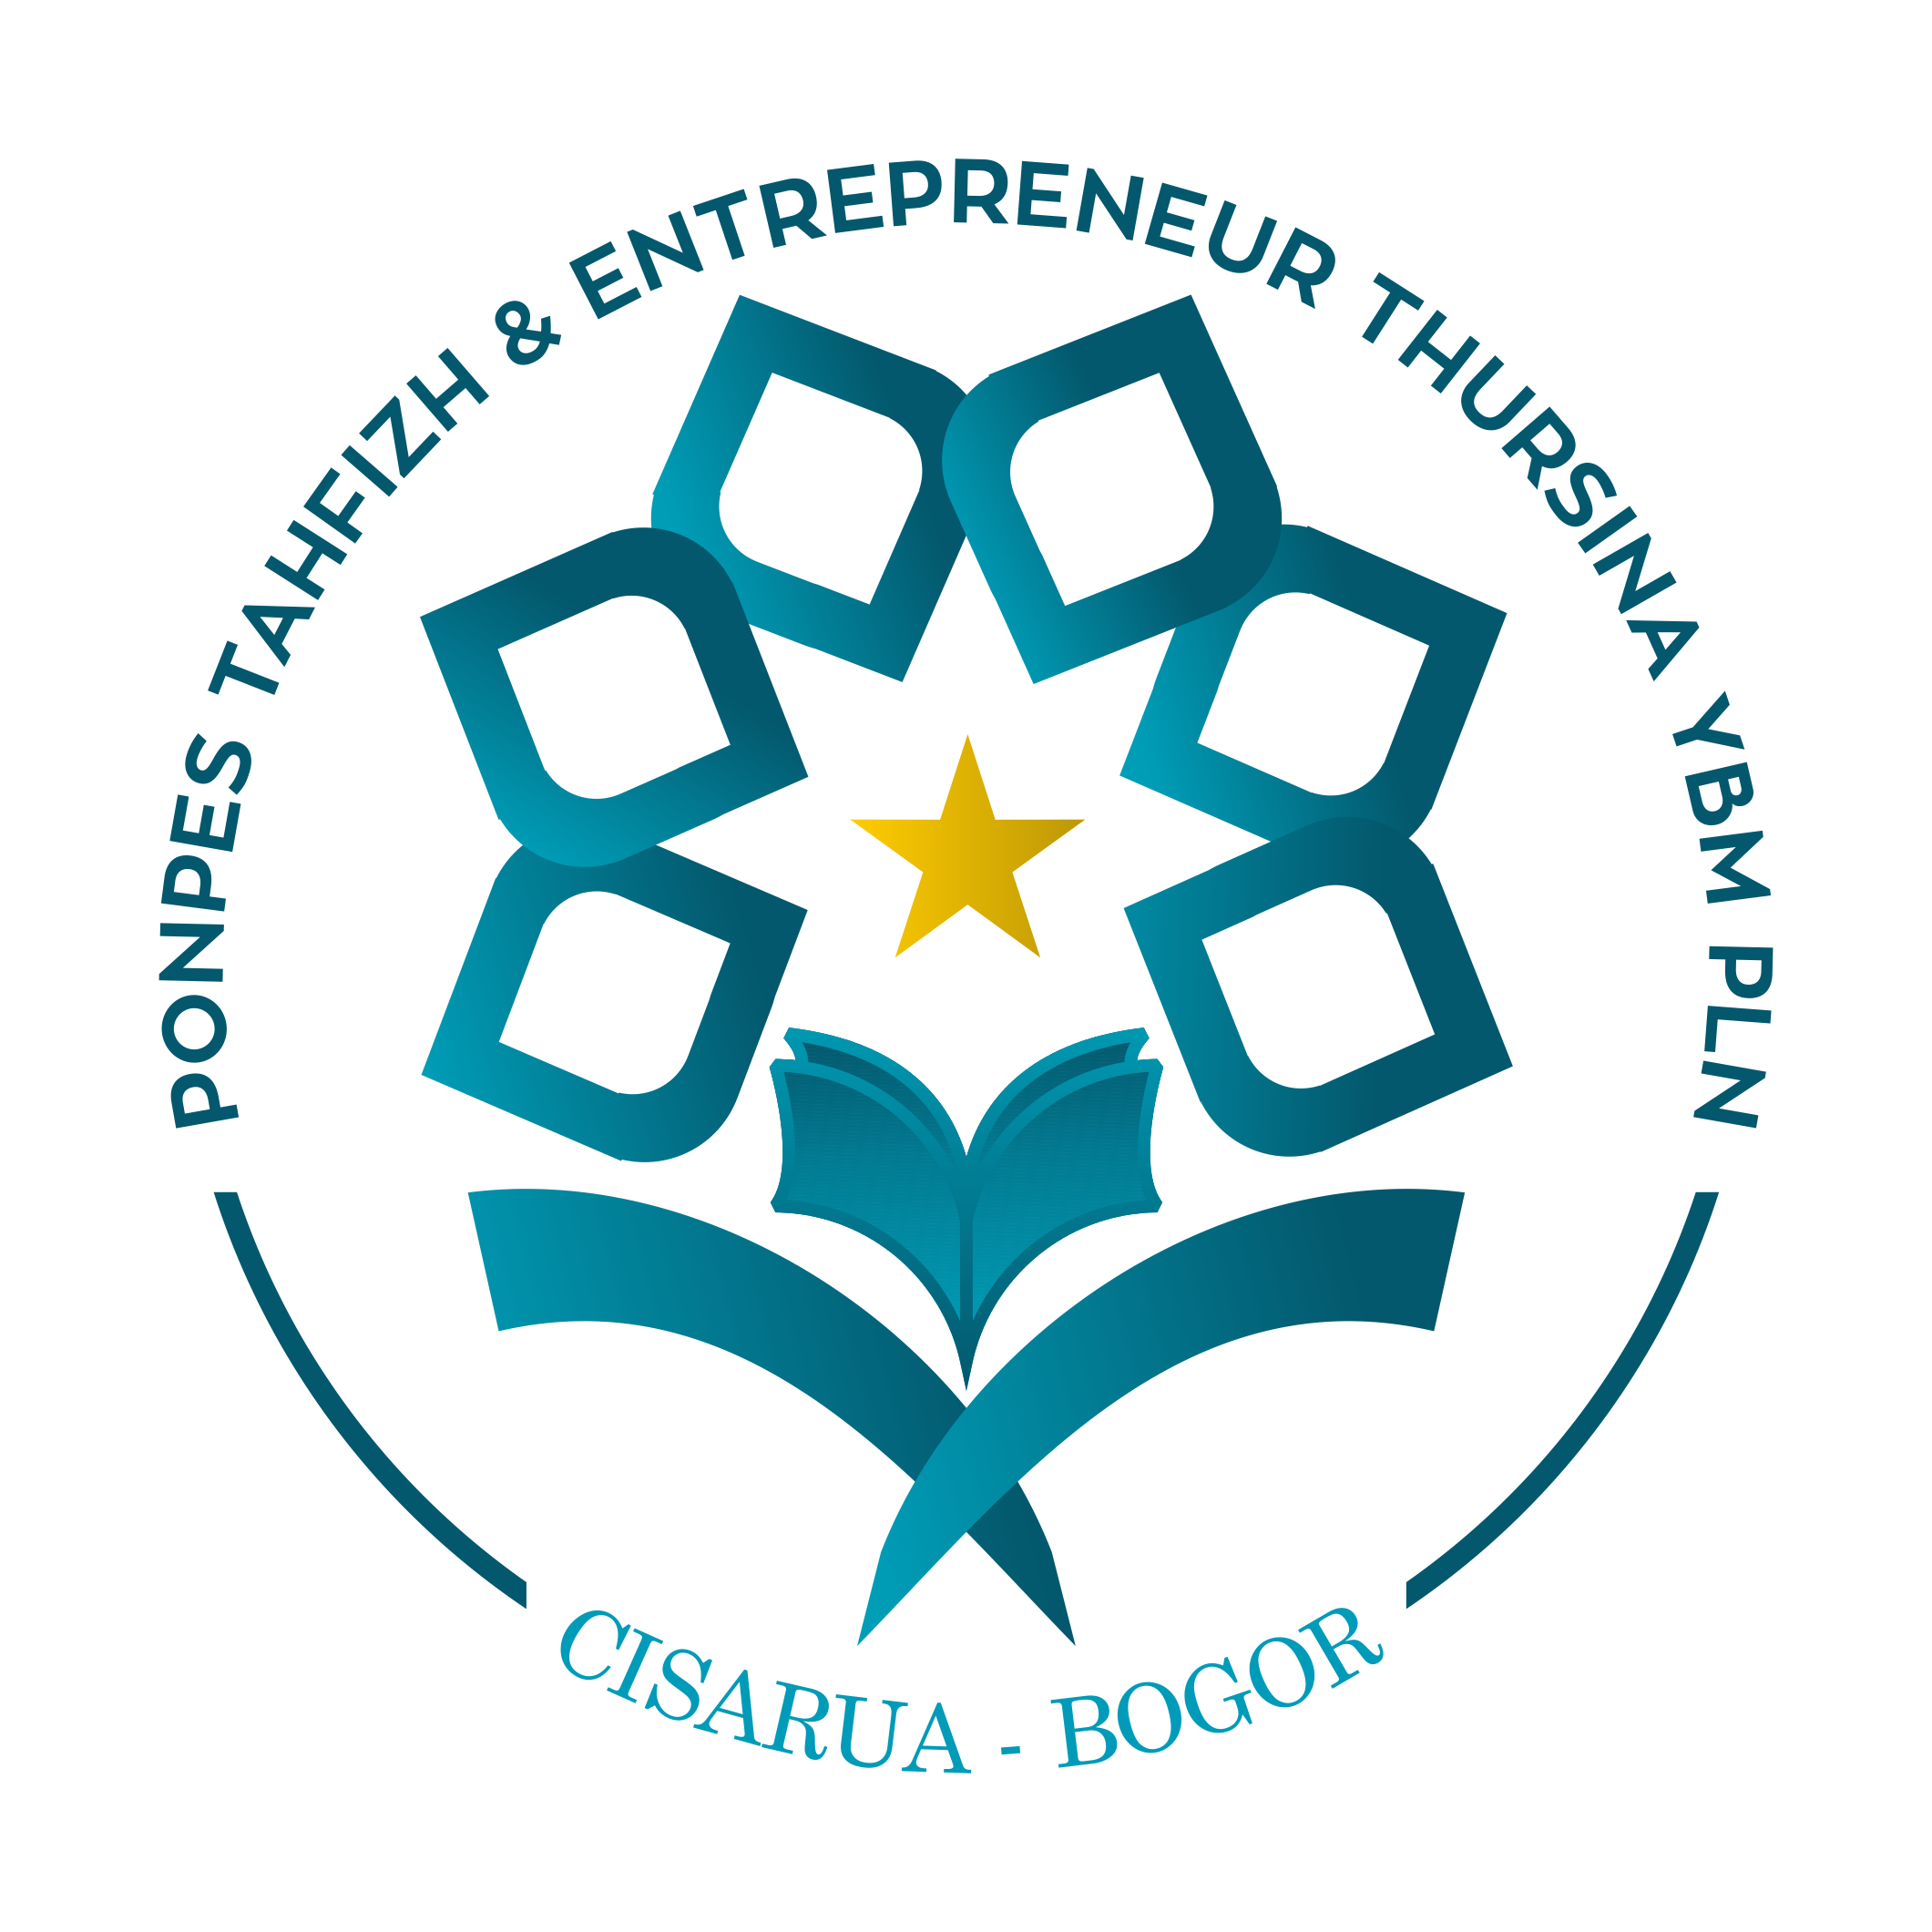 PONPES TAHFIZH & ENTREPRENEUR THURSINA YBM PLN
CISARUA - BOGOR